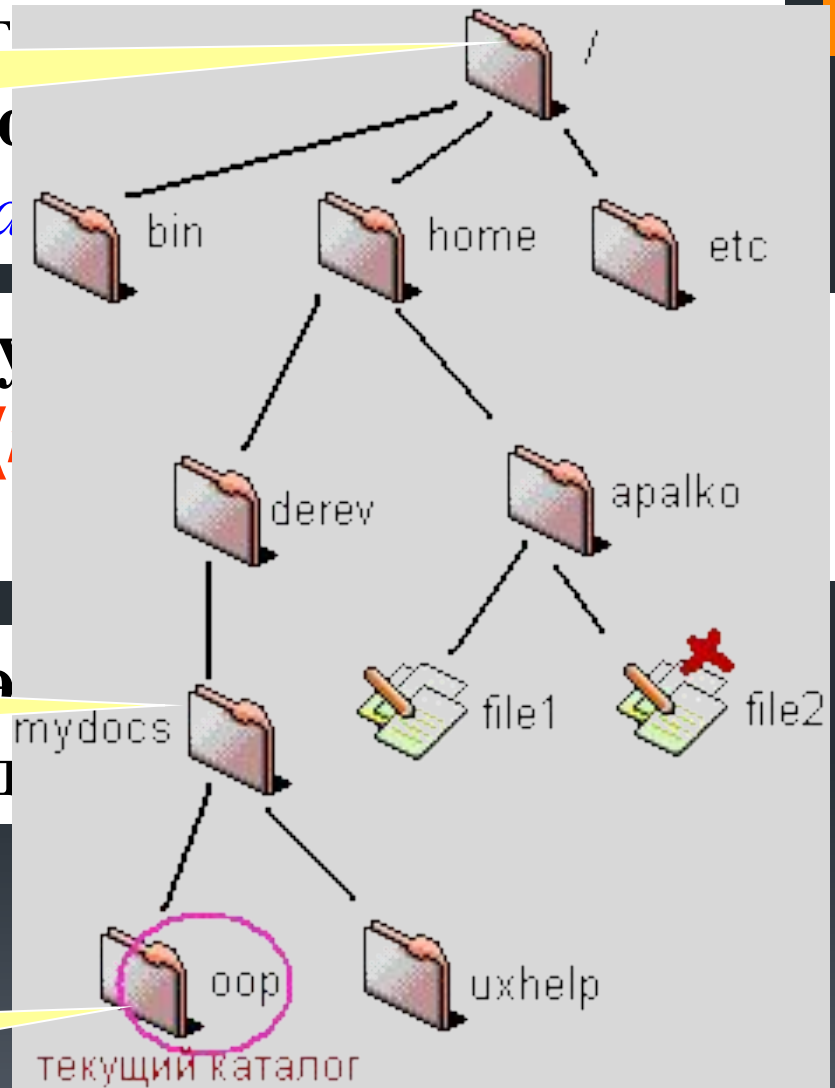 /
bin
home
etc
derev
apalko
file1
file2
mydocs
oop
uxhelp
текущий каталог